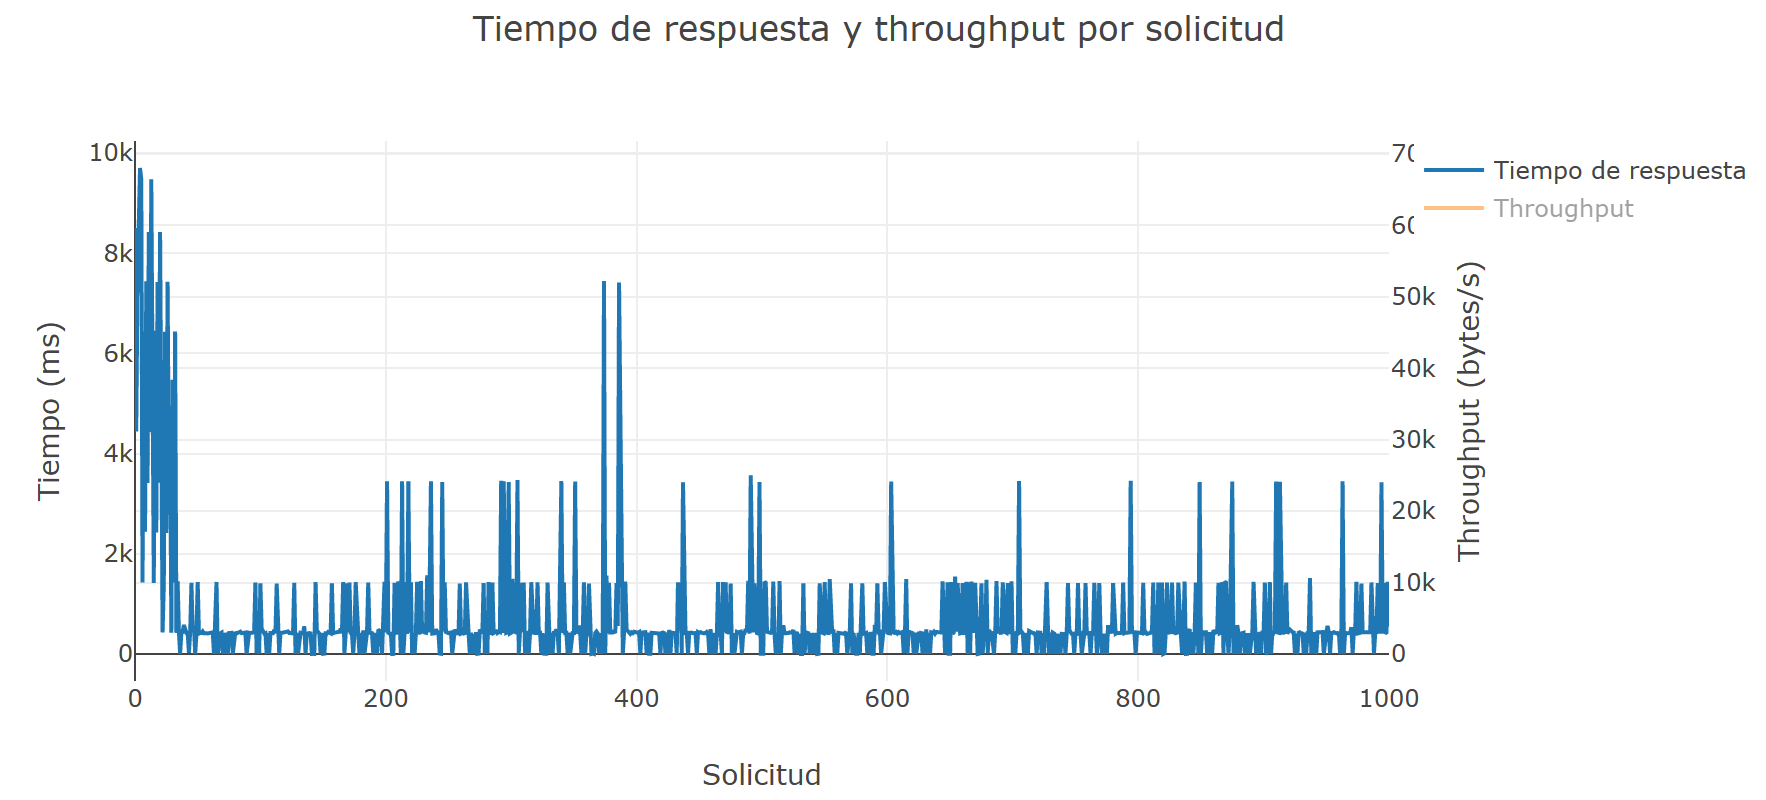 Tiempo de respuesta y throughput por solicitud
Tiempo de respuesta
Throughput
Tiempo (ms)
10k
8k
6k
4k
2k
0
Throughput (bytes/s)
50k
40k
30k
20k
10k
0
0 200 400 600 800 1000
Solicitud